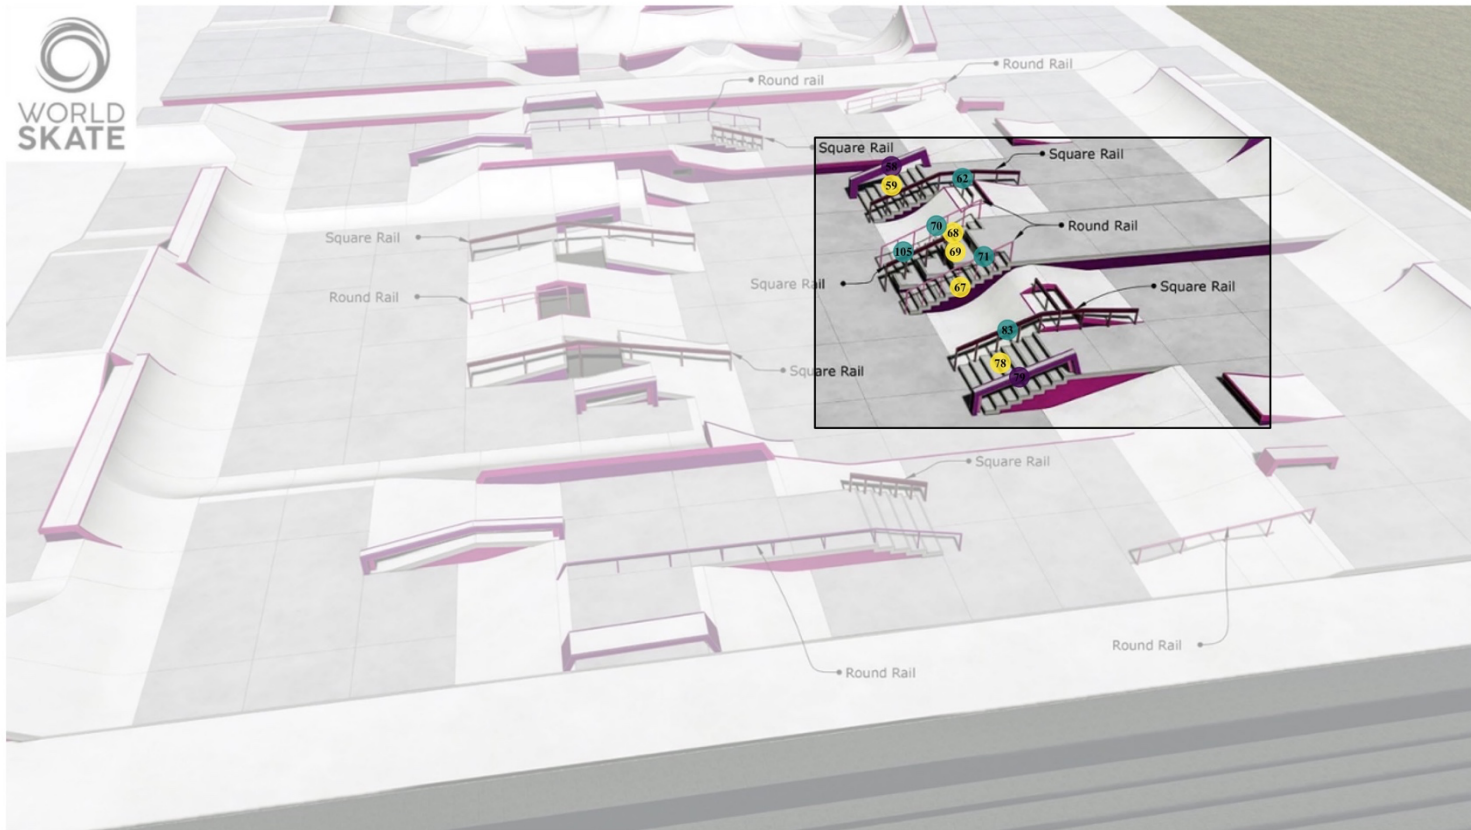 WORLD
SKATE
Round Rail
Round rail
Square Rail
Square Rail
58
59
62
Round Rail
70
68
Square Rail
105
69
71
Square Rail
67
Square Rail
Round Rail
83
78
Square Rail
79
Square Rail
Round Rail
Round Rail